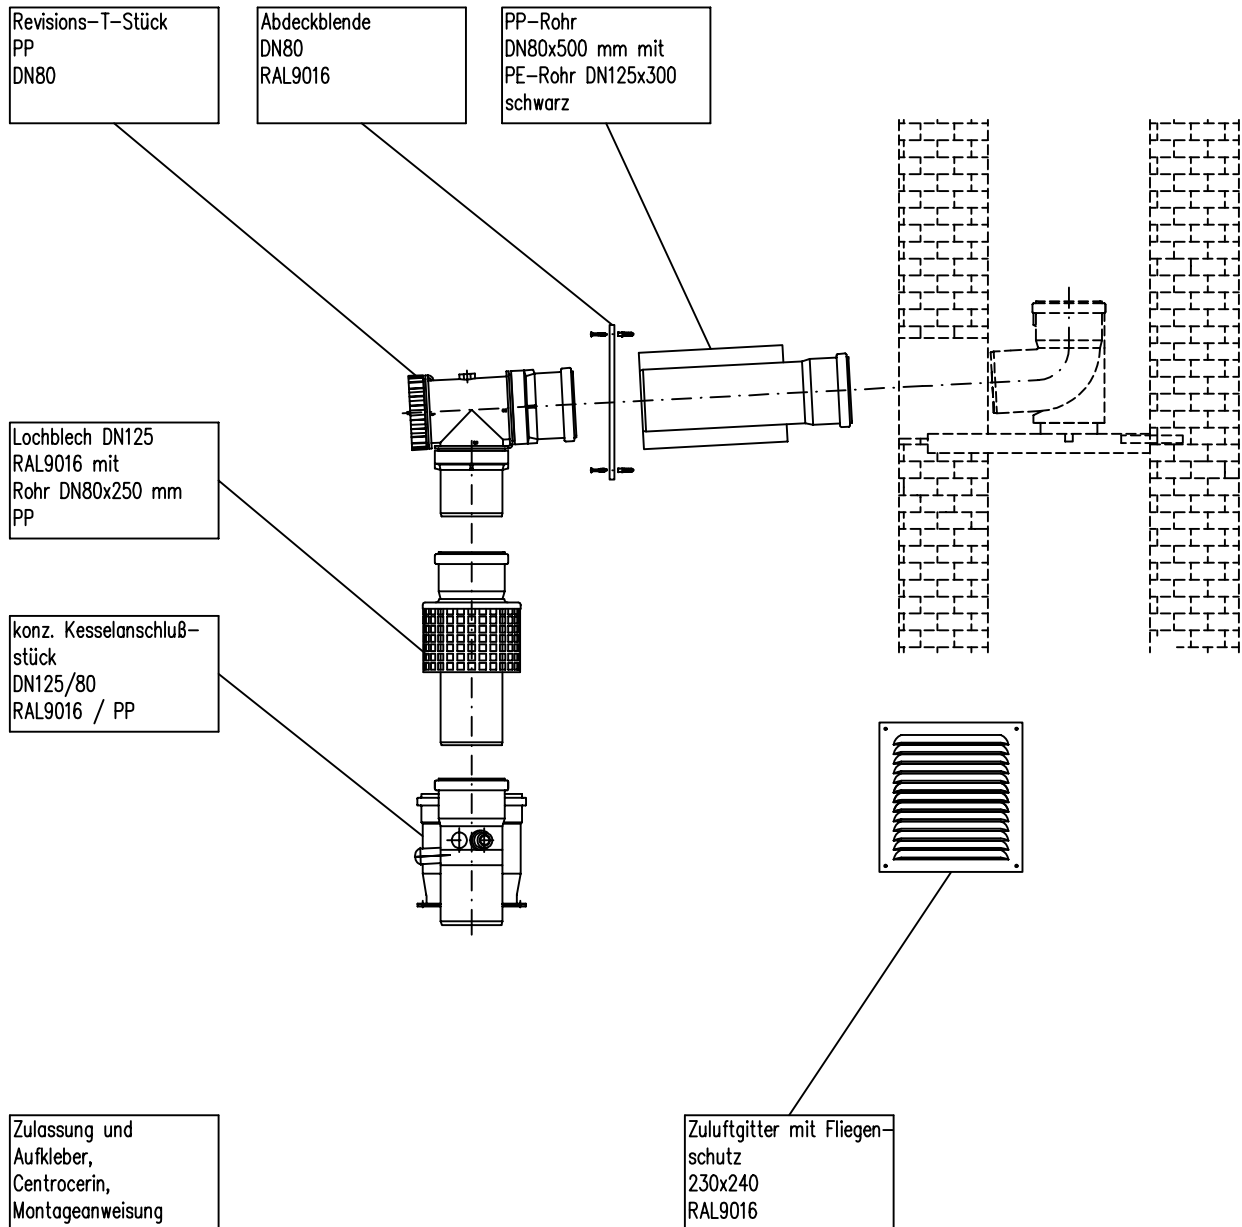 Revisions-T-Stück
PP
DN80
Abdeckblende
DN80
RAL9016
PP-Rohr
DN80x500 mm mit
PE-Rohr DN125x300
schwarz
Lochblech DN125
RAL9016 mit
Rohr DN80x250 mm
PP
konz. Kesselanschluß-
stück
DN125/80
RAL9016 / PP
Zulassung und
Aufkleber,
Centrocerin,
Montageanweisung
Zuluftgitter mit Fliegen-
schutz
230x240
RAL9016